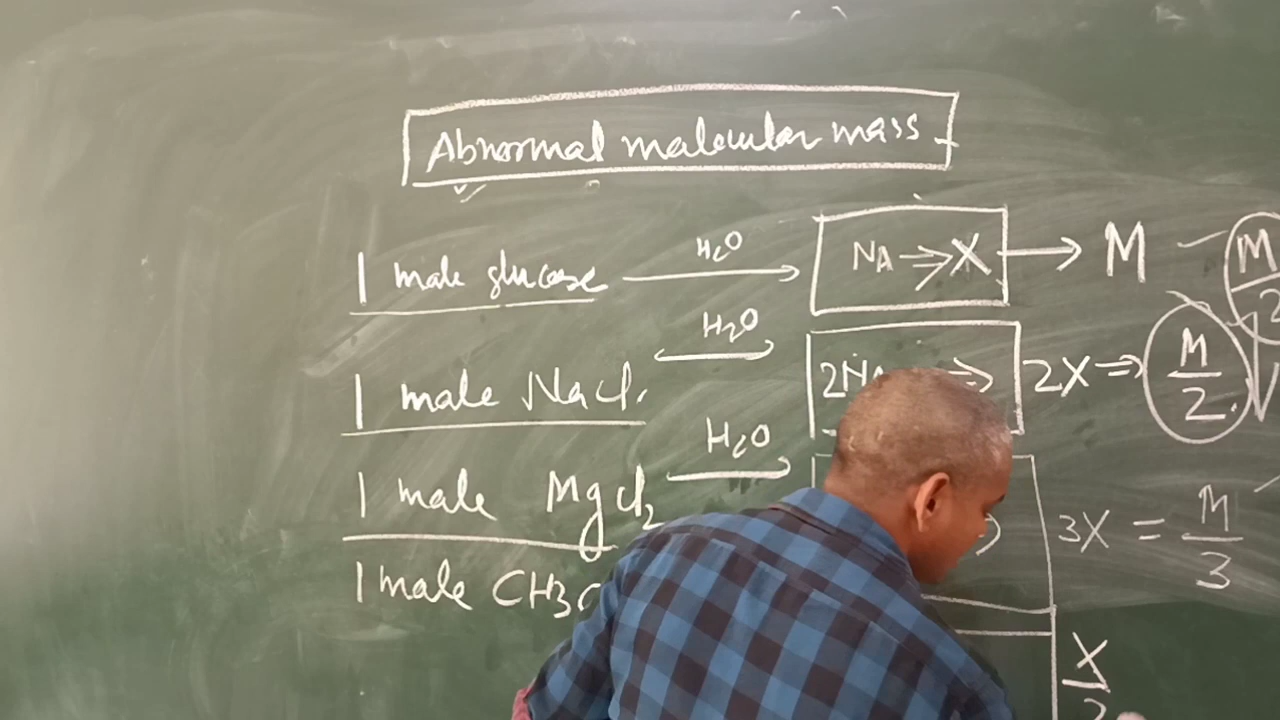 Abnormal molecular mass
1 mole glucose H2O NA ⇒ X → M - M/2
1 mole NaCl. H2O 2NA ⇒ 2X ⇒ M/2
1 mole MgCl2 H2O 3X = M/3
1 mole CH3C X/2